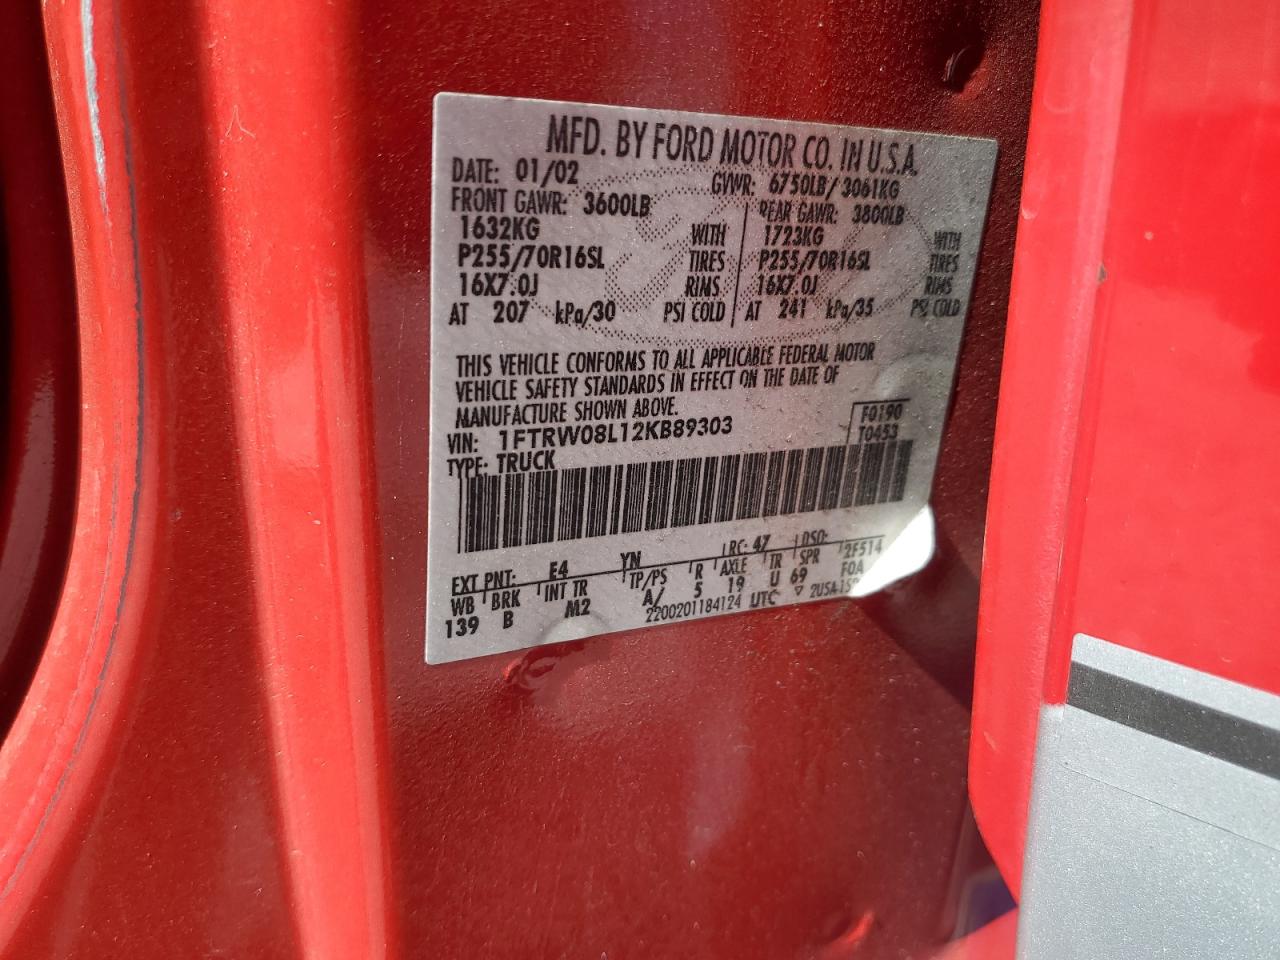 MFD. BY FORD MOTOR CO. IN U.S.A.
DATE: 01/02 GVWR: 6750LB/ 3061KG
FRONT GAWR: 3600LB REAR GAWR: 3800LB
1632KG WITH 1723KG WITH
P255/70R16SL TIRES P255/70R16SL TIRES
16X7.0J RIMS 16X7.0J RIMS
AT 207 kPa/30 PSI COLD AT 241 kPa/35 PSI COLD
THIS VEHICLE CONFORMS TO ALL APPLICABLE FEDERAL MOTOR
VEHICLE SAFETY STANDARDS IN EFFECT ON THE DATE OF
MANUFACTURE SHOWN ABOVE.
F0190
VIN: 1FTRW08L12KB89303 T0453
TYPE: TRUCK
EXT PNT: E4 YN RC: 47 DSO: 2F514
WB BRK INT TR TP/PS R AXLE TR SPR FOA
139 B M2 A/ 5 19 U 69
2200201184124 UTC